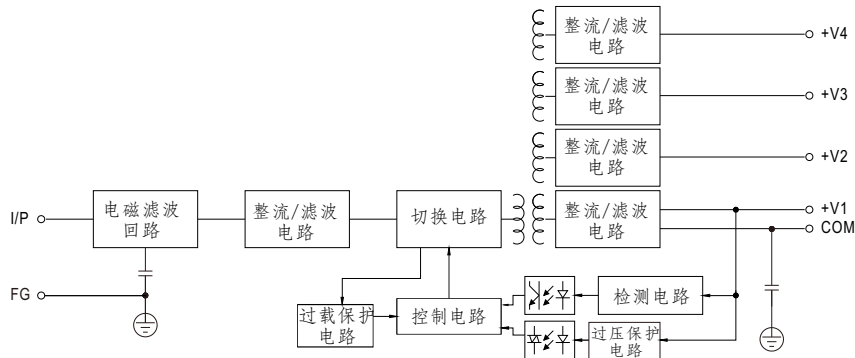 整流/滤波
电路
+V4
整流/滤波
电路
+V3
整流/滤波
电路
+V2
I/P
电磁滤波
回路
整流/滤波
电路
切换电路
整流/滤波
电路
+V1
COM
FG
过载保护
电路
控制电路
检测电路
过压保护
电路